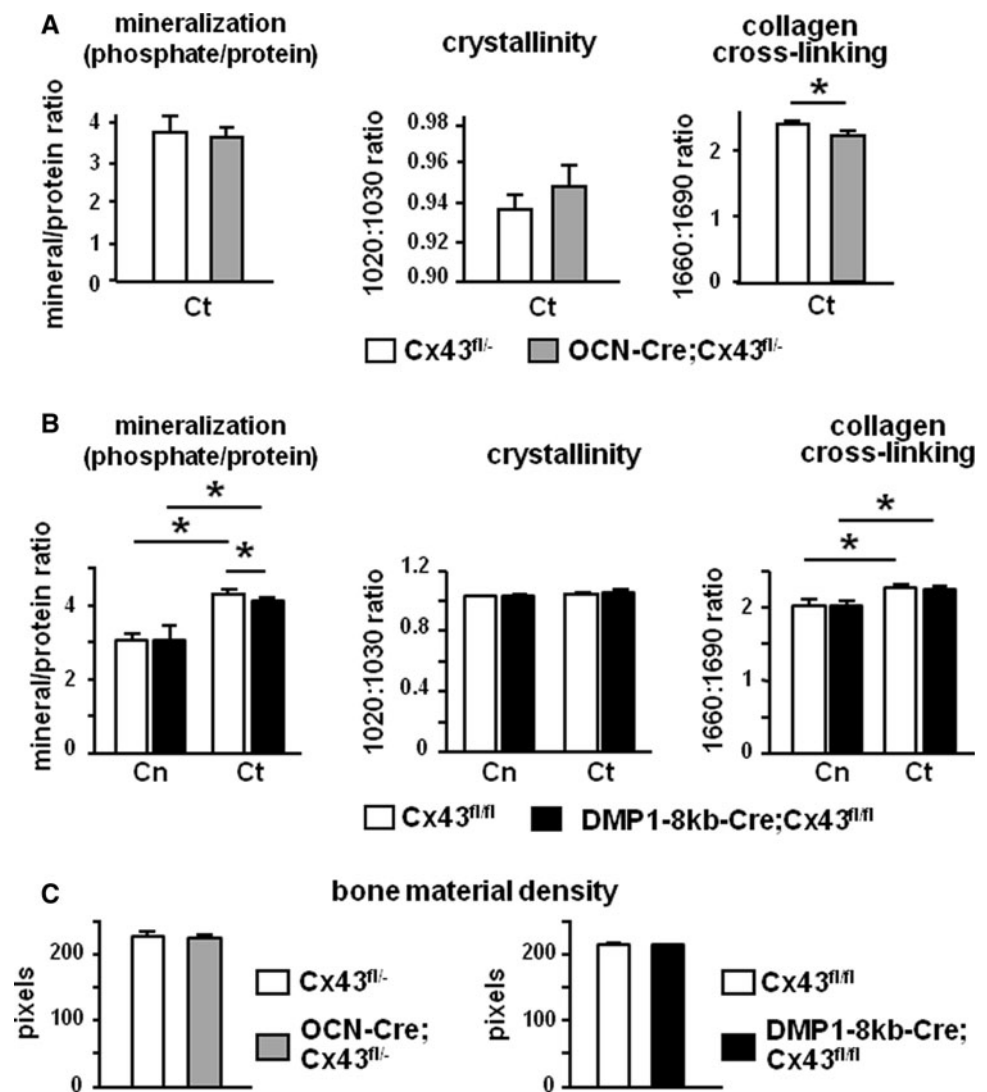 A
mineralization
(phosphate/protein)
crystallinity
collagen
cross-linking
mineral/protein ratio
4
3
2
1
0
Ct
1020:1030 ratio
0.98
0.96
0.94
0.92
0.90
Ct
1660:1690 ratio
*
2
1
0
Ct
Cx43fl/-
OCN-Cre;Cx43fl/-
B
mineralization
(phosphate/protein)
crystallinity
collagen
cross-linking
mineral/protein ratio
*
*
*
4
2
0
Cn Ct
1020:1030 ratio
1.2
0.8
0.4
0
Cn Ct
1660:1690 ratio
*
*
2
1
0
Cn Ct
Cx43fl/fl
DMP1-8kb-Cre;Cx43fl/fl
C
bone material density
pixels
200
100
0
Cx43fl/-
OCN-Cre;
Cx43fl/-
pixels
200
100
0
Cx43fl/fl
DMP1-8kb-Cre;
Cx43fl/fl